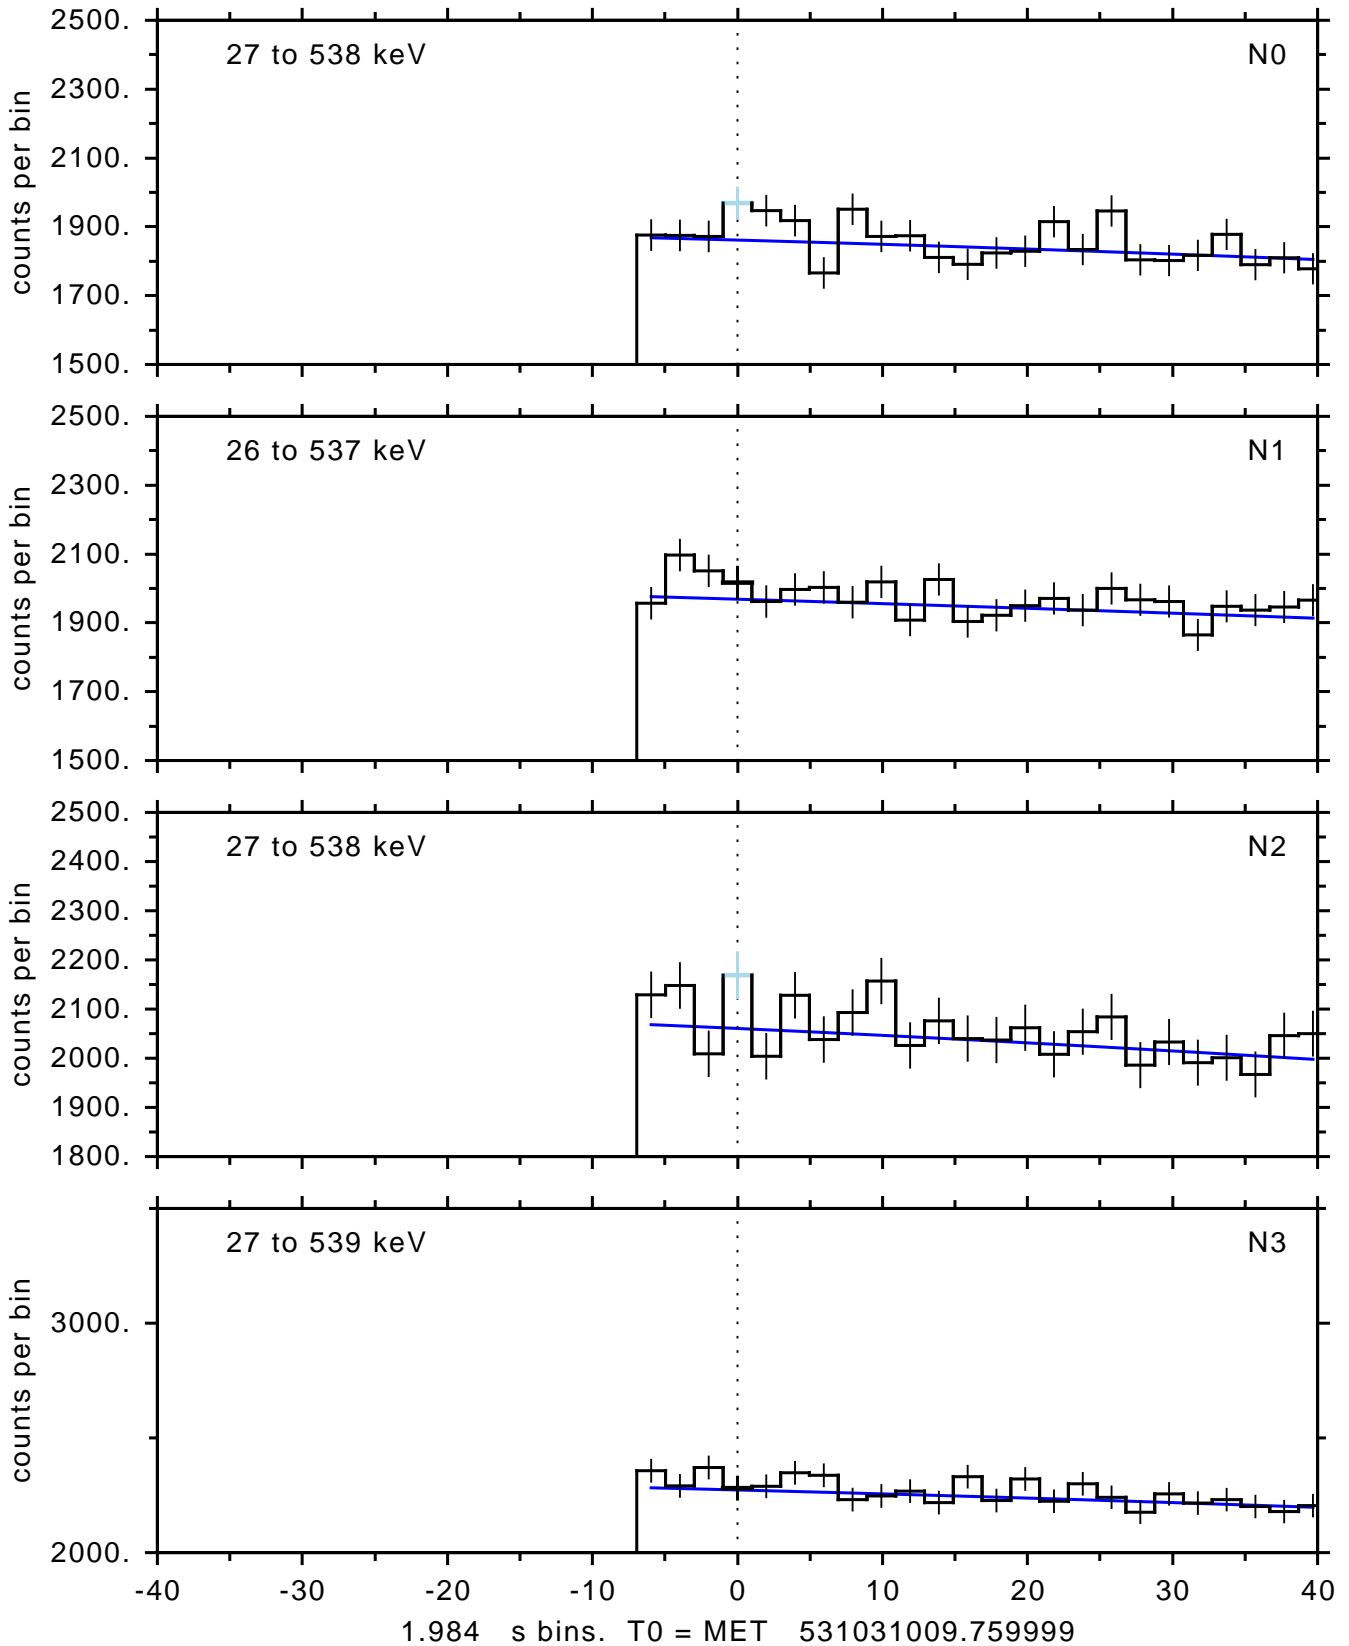 2500.
27 to 538 keV N0
2300.
2100.
1900.
1700.
1500.
counts per bin
2500.
26 to 537 keV N1
2300.
2100.
1900.
1700.
1500.
counts per bin
2500.
27 to 538 keV N2
2400.
2300.
2200.
2100.
2000.
1900.
1800.
counts per bin
27 to 539 keV N3
3000.
2000.
counts per bin
-40 -30 -20 -10 0 10 20 30 40
1.984 s bins. T0 = MET 531031009.759999